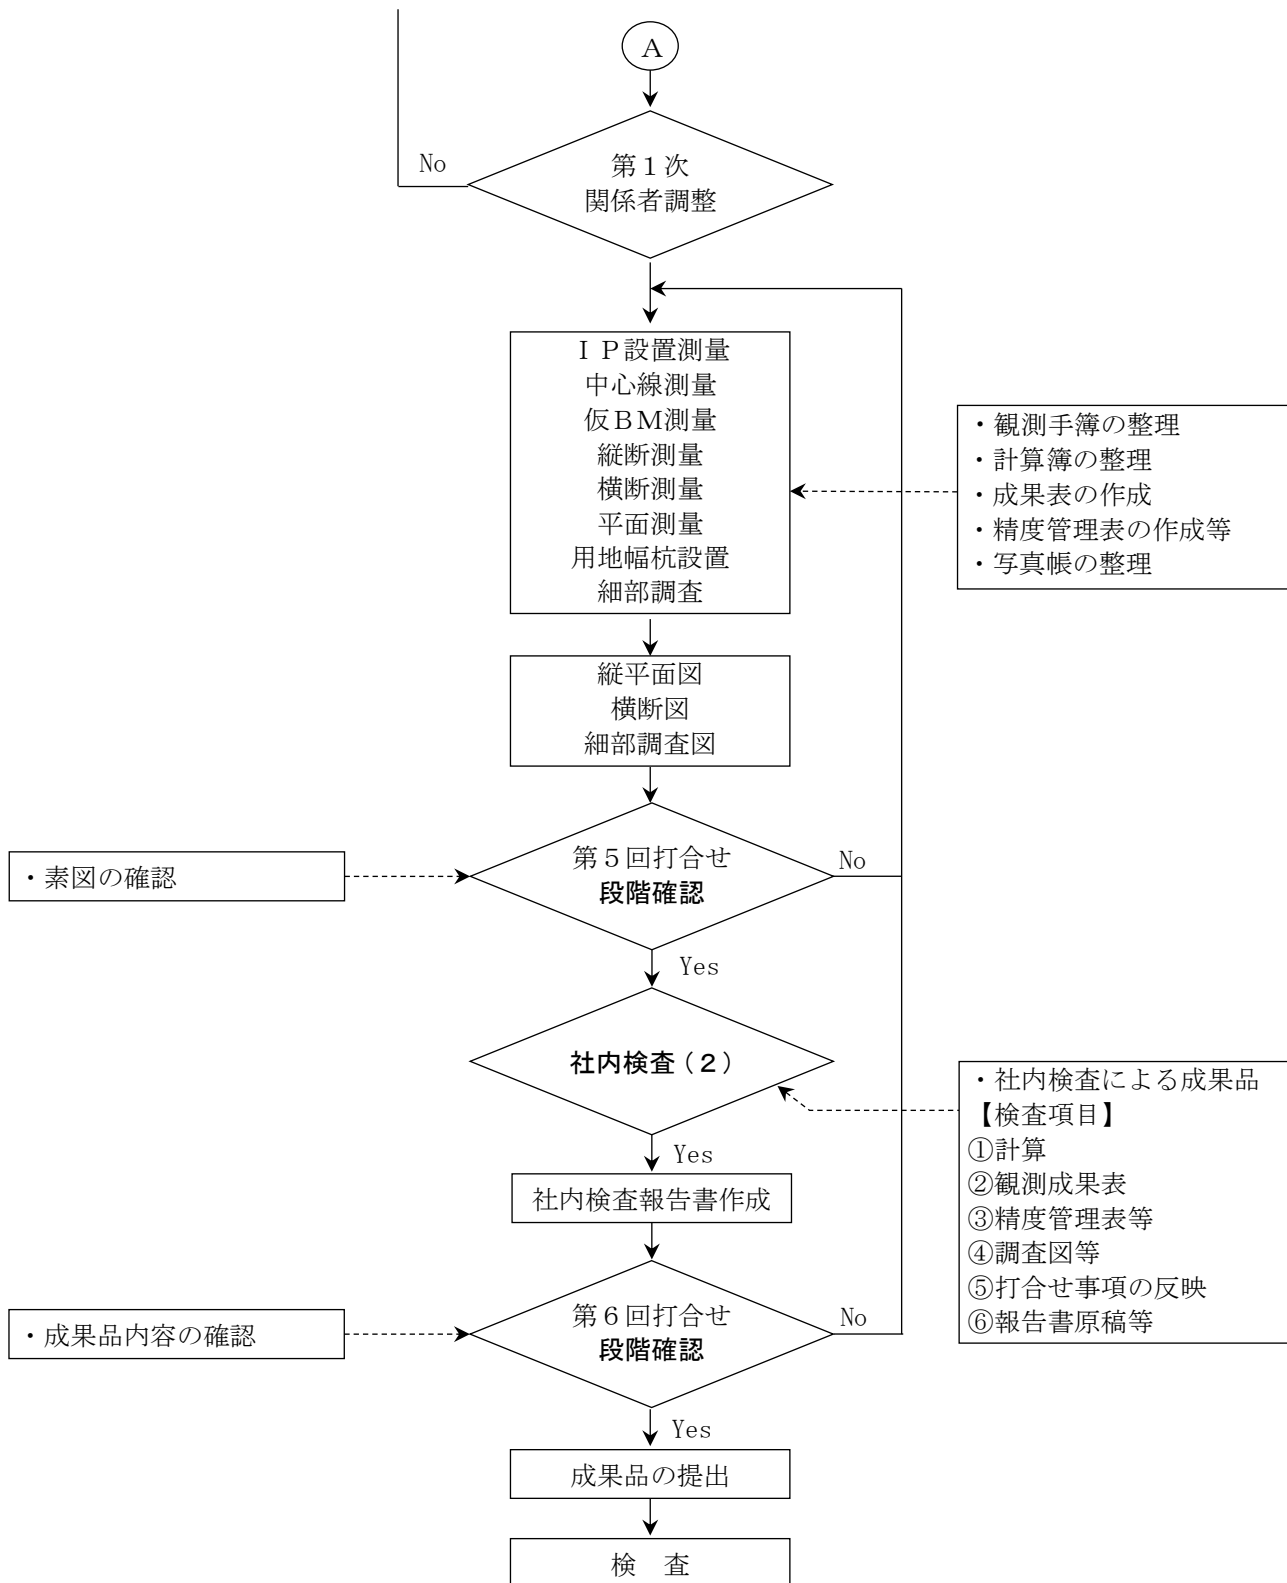 A
No
第１次
関係者調整
ＩＰ設置測量
中心線測量
仮ＢＭ測量
縦断測量
横断測量
平面測量
用地幅杭設置
細部調査
・観測手簿の整理
・計算簿の整理
・成果表の作成
・精度管理表の作成等
・写真帳の整理
縦平面図
横断図
細部調査図
・素図の確認
第５回打合せ
段階確認
No
Yes
社内検査（２）
・社内検査による成果品
【検査項目】
①計算
②観測成果表
③精度管理表等
④調査図等
⑤打合せ事項の反映
⑥報告書原稿等
Yes
社内検査報告書作成
・成果品内容の確認
第６回打合せ
段階確認
No
Yes
成果品の提出
検　査